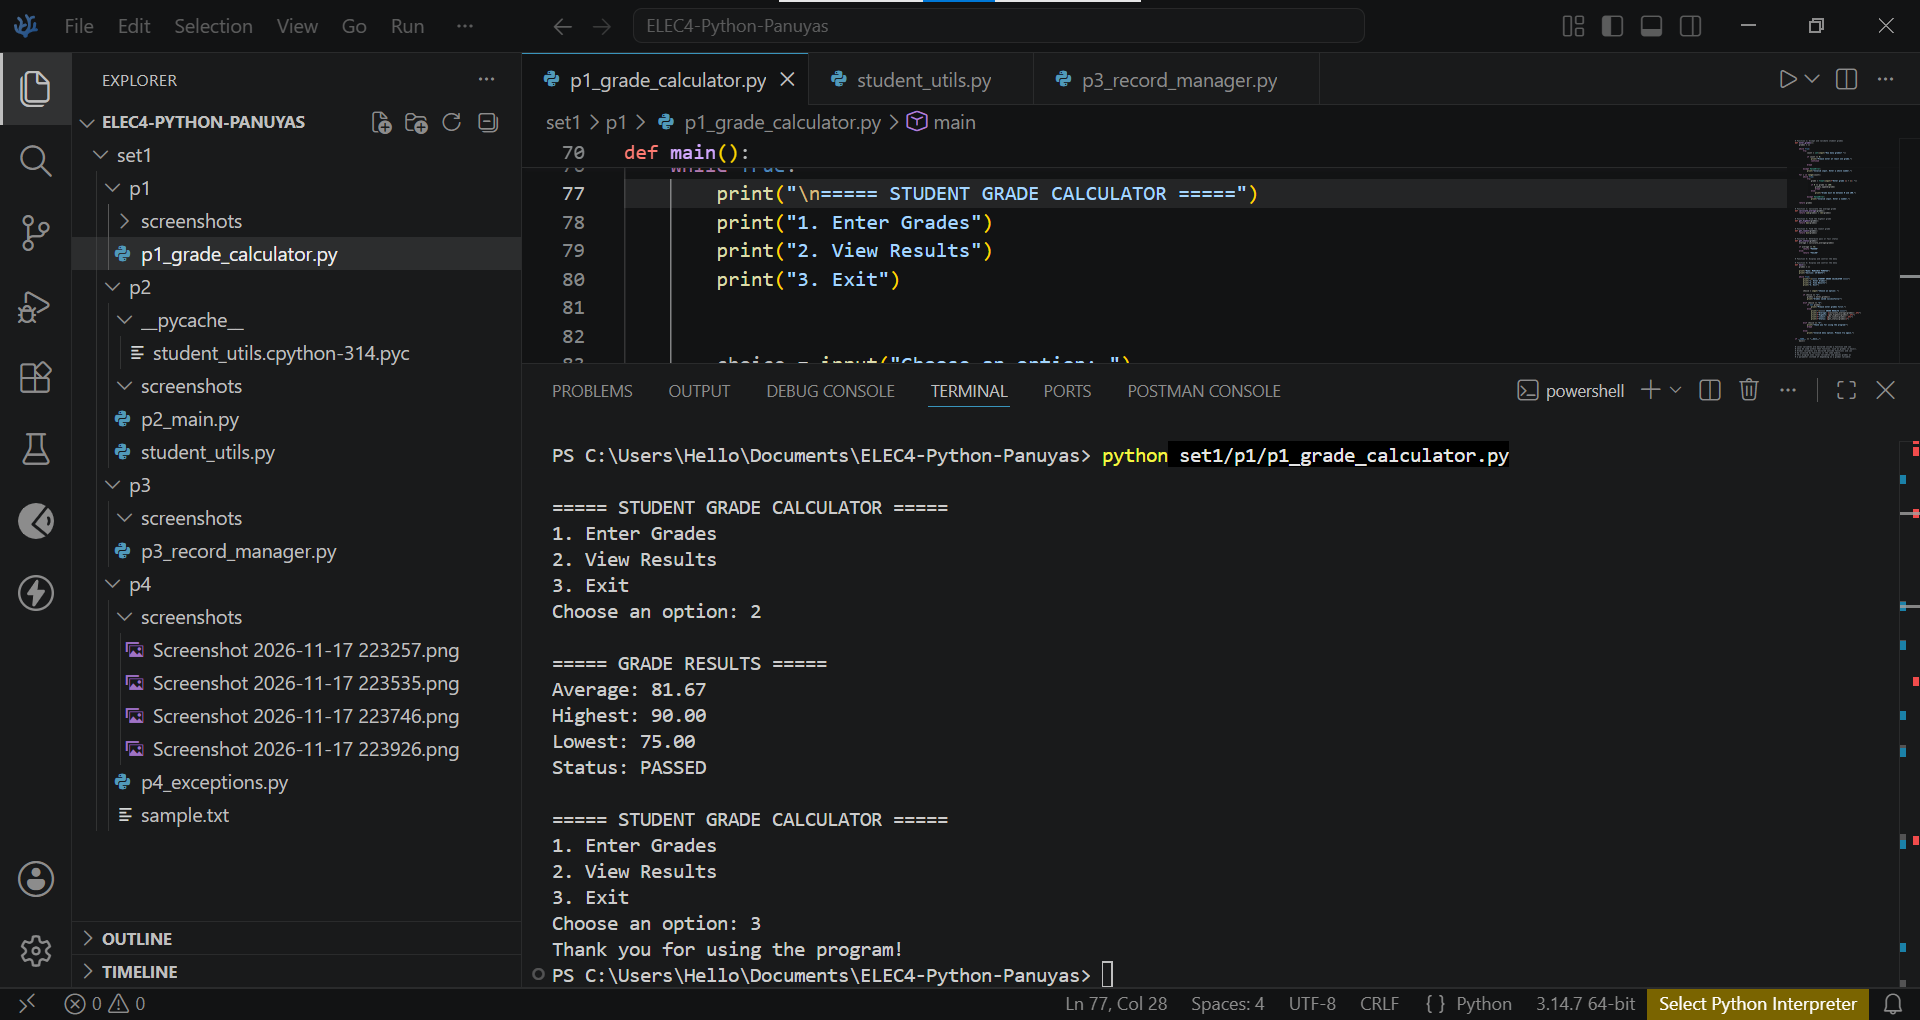 File Edit Selection View Go Run ···
ELEC4-Python-Panuyas
EXPLORER
ELEC4-PYTHON-PANUYAS
set1
p1
screenshots
p1_grade_calculator.py
p2
__pycache__
student_utils.cpython-314.pyc
screenshots
p2_main.py
student_utils.py
p3
screenshots
p3_record_manager.py
p4
screenshots
Screenshot 2026-11-17 223257.png
Screenshot 2026-11-17 223535.png
Screenshot 2026-11-17 223746.png
Screenshot 2026-11-17 223926.png
p4_exceptions.py
sample.txt
OUTLINE
TIMELINE
p1_grade_calculator.py student_utils.py p3_record_manager.py
set1 > p1 > p1_grade_calculator.py > main
70 def main():
76 while True:
77 print("\n===== STUDENT GRADE CALCULATOR =====")
78 print("1. Enter Grades")
79 print("2. View Results")
80 print("3. Exit")
81
82
83 choice = input("Choose an option: ")
PROBLEMS OUTPUT DEBUG CONSOLE TERMINAL PORTS POSTMAN CONSOLE
powershell
PS C:\Users\Hello\Documents\ELEC4-Python-Panuyas> python set1/p1/p1_grade_calculator.py
===== STUDENT GRADE CALCULATOR =====
1. Enter Grades
2. View Results
3. Exit
Choose an option: 2
===== GRADE RESULTS =====
Average: 81.67
Highest: 90.00
Lowest: 75.00
Status: PASSED
===== STUDENT GRADE CALCULATOR =====
1. Enter Grades
2. View Results
3. Exit
Choose an option: 3
Thank you for using the program!
PS C:\Users\Hello\Documents\ELEC4-Python-Panuyas>
0 0
Ln 77, Col 28 Spaces: 4 UTF-8 CRLF { } Python 3.14.7 64-bit Select Python Interpreter